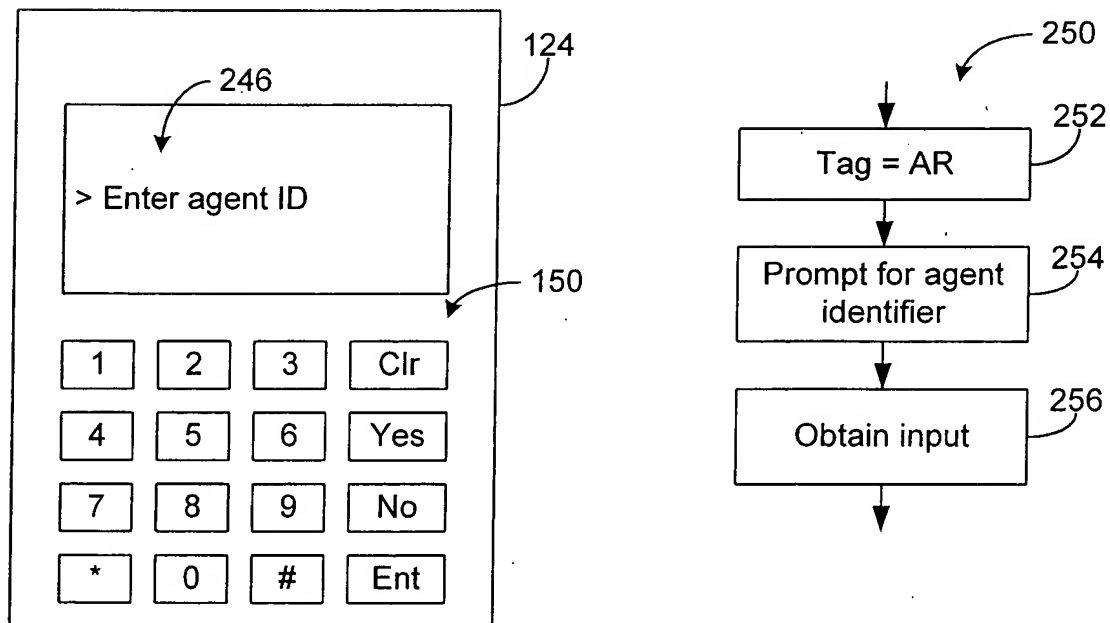 124
246
> Enter agent ID
150
1 2 3 Clr
4 5 6 Yes
7 8 9 No
* 0 # Ent
250
252
Tag = AR
254
Prompt for agent
identifier
256
Obtain input